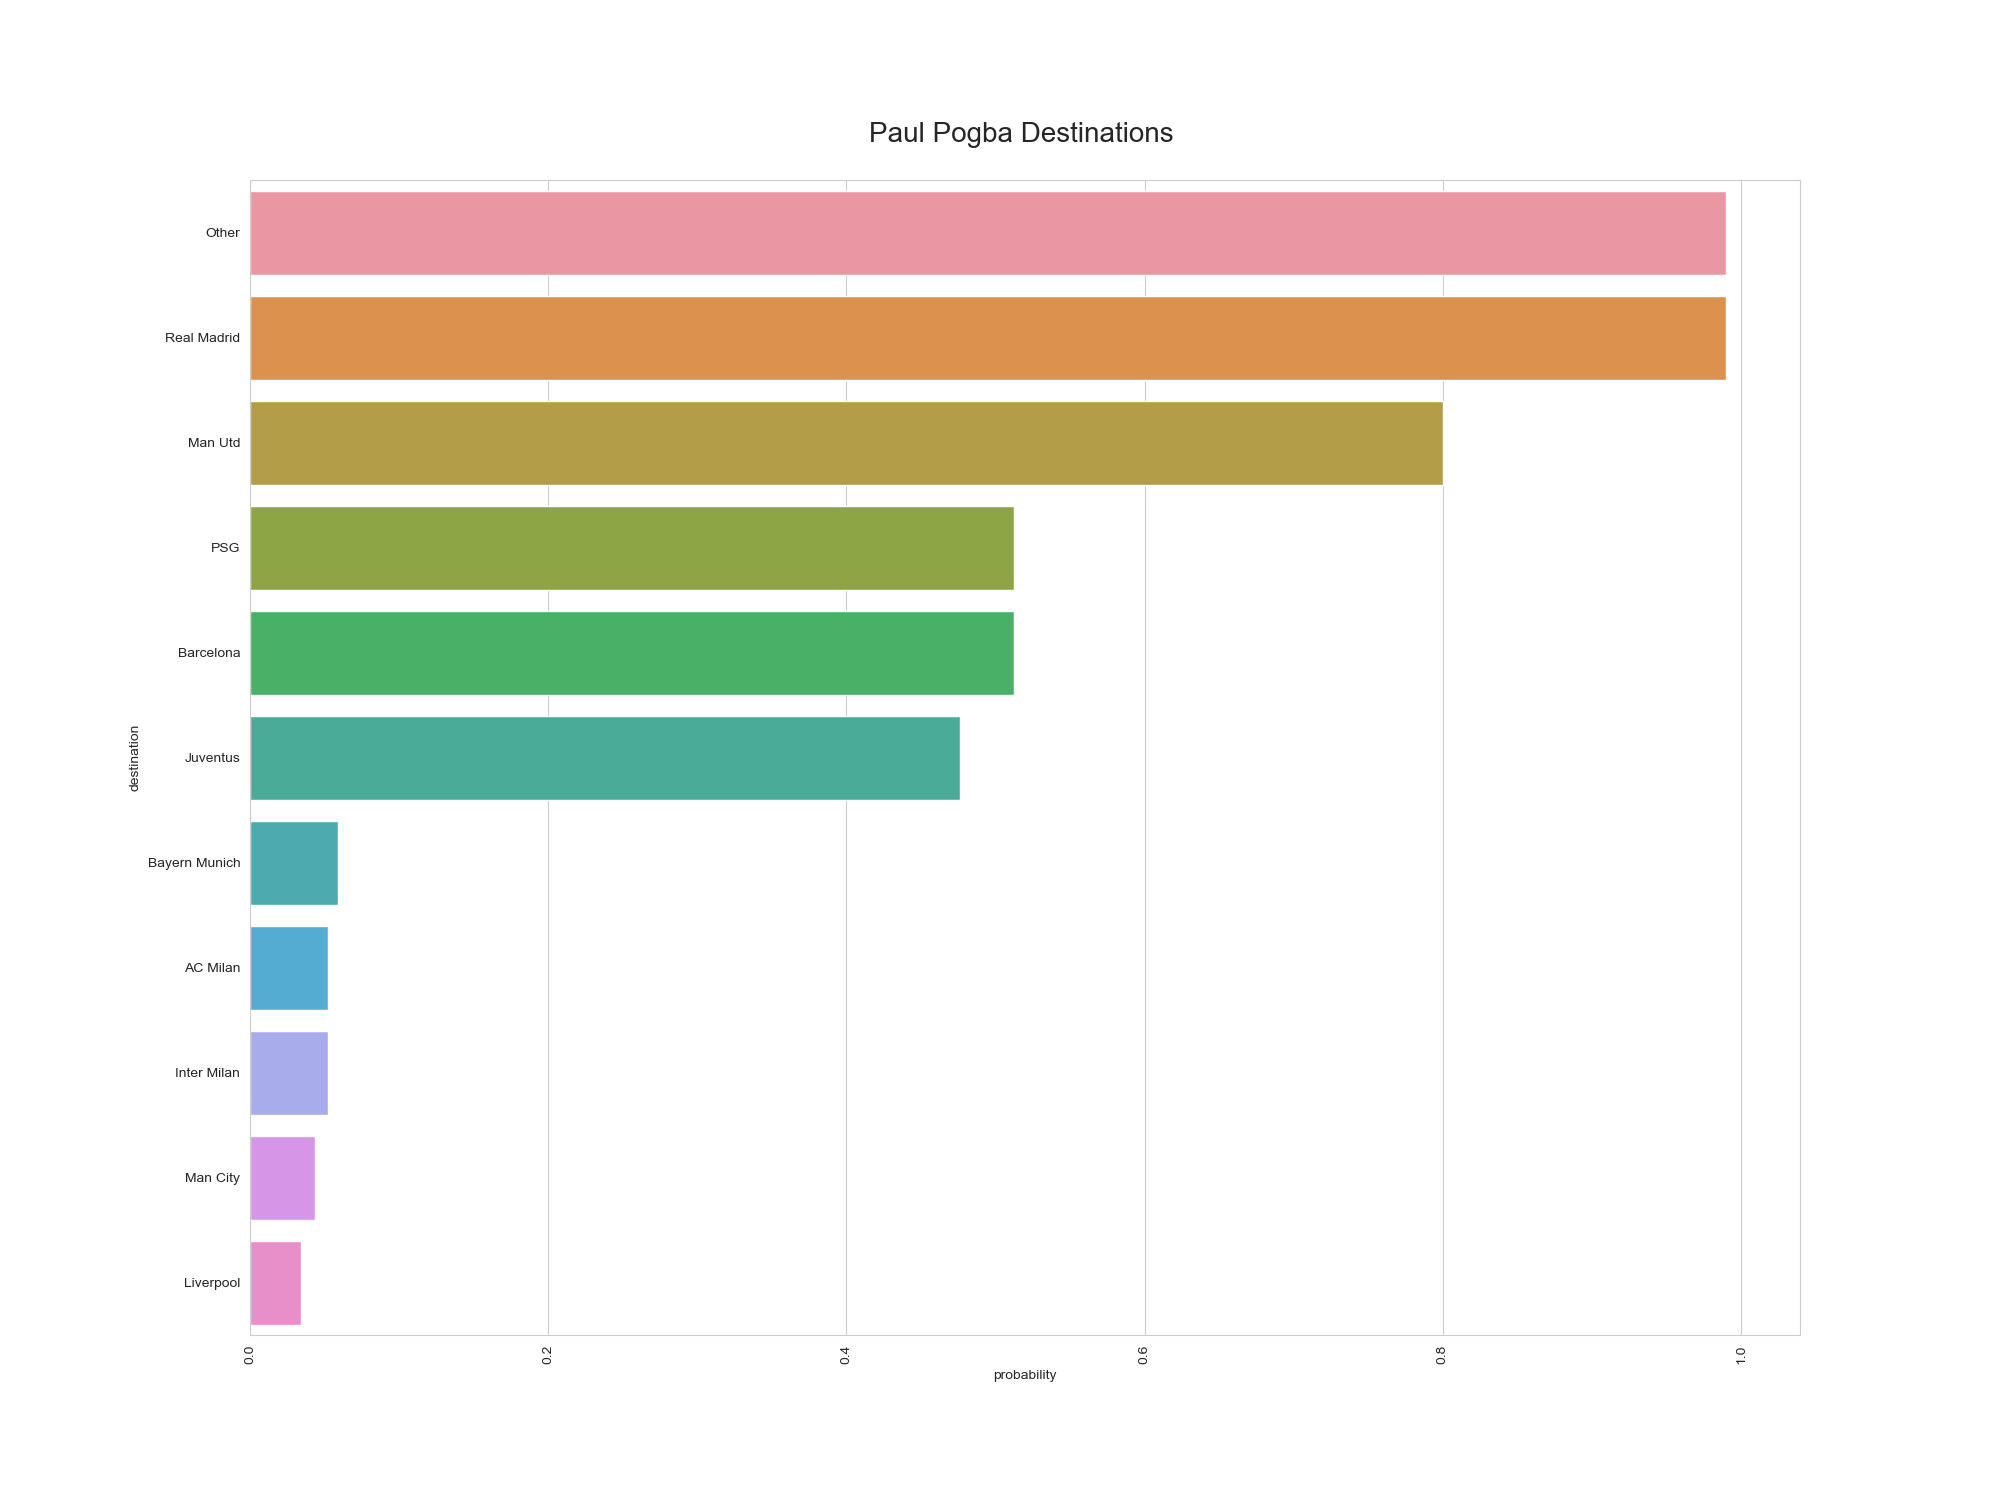 Paul Pogba Destinations
Other
Real Madrid
Man Utd
PSG
Barcelona
Juventus
Bayern Munich
AC Milan
Inter Milan
Man City
Liverpool
destination
0.0
0.2
0.4
0.6
0.8
1.0
probability